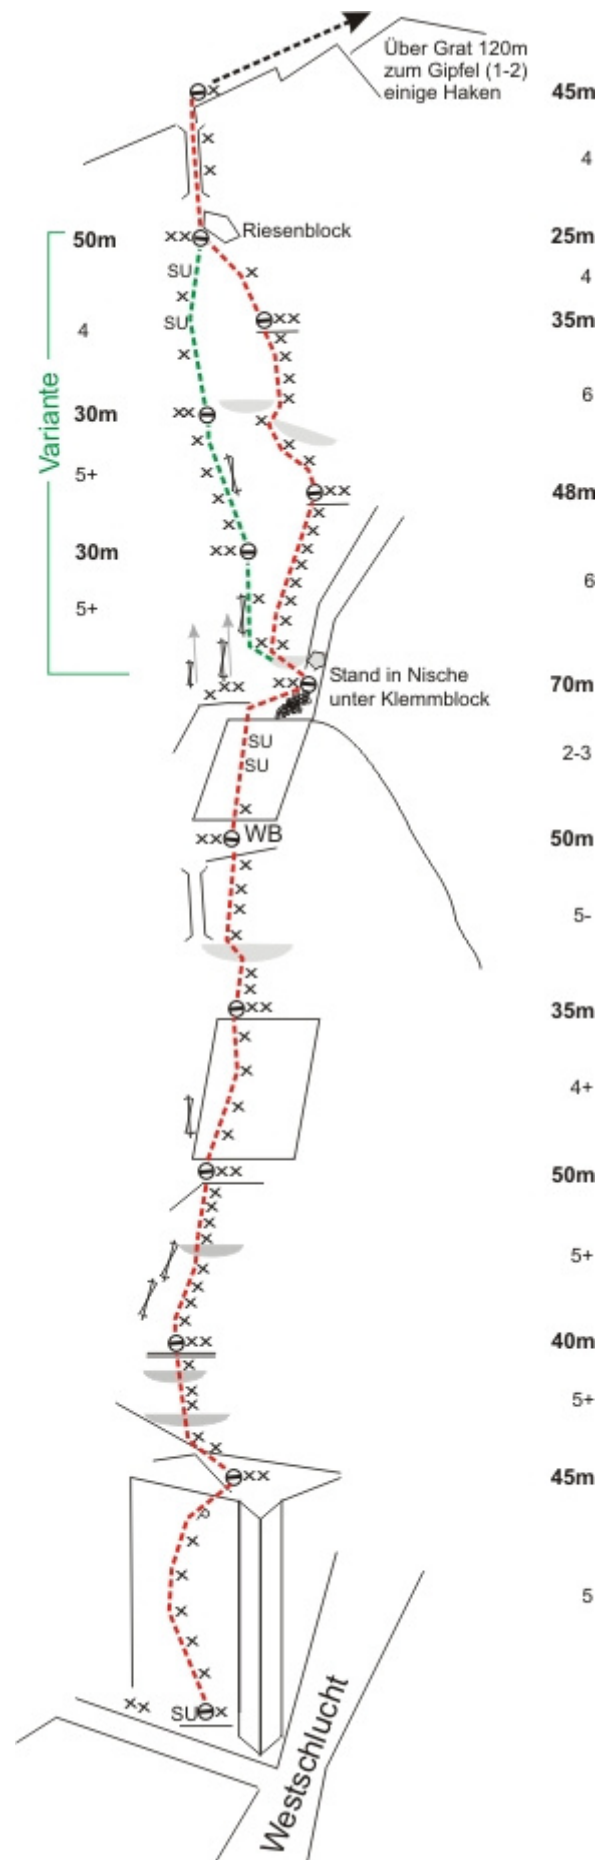 Über Grat 120m
zum Gipfel (1-2)
einige Haken
45m
4
Riesenblock
50m
25m
SU
4
35m
SU
4
6
Variante
30m
5+
48m
30m
6
5+
Stand in Nische
unter Klemmblock
70m
SU
SU
2-3
WB
50m
5-
35m
4+
50m
5+
40m
5+
45m
5
SU
Westschlucht